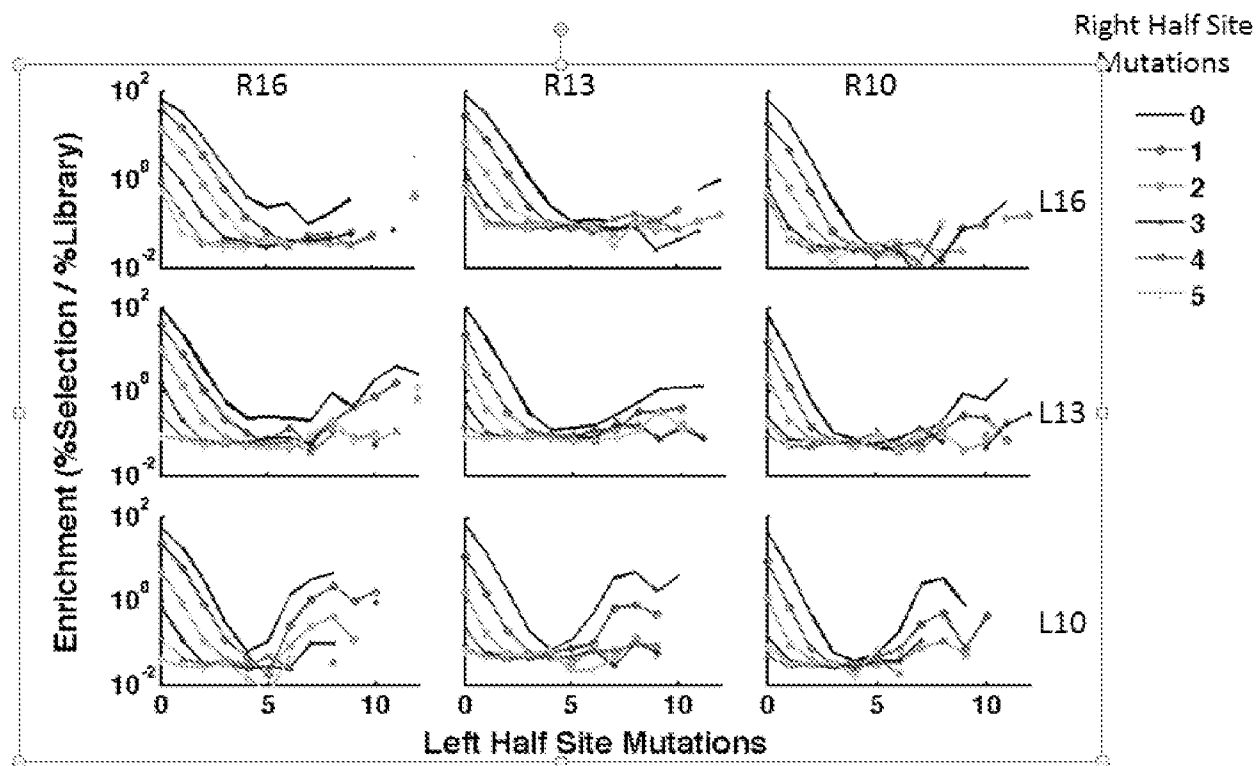 Right Half Site
Mutations
R16 R13 R10
0
1
2
3
4
5
L16
L13
L10
Enrichment (%Selection / %Library)
10²
10⁰
10⁻²
10²
10⁰
10⁻²
10²
10⁰
10⁻²
0 5 10 0 5 10 0 5 10
Left Half Site Mutations